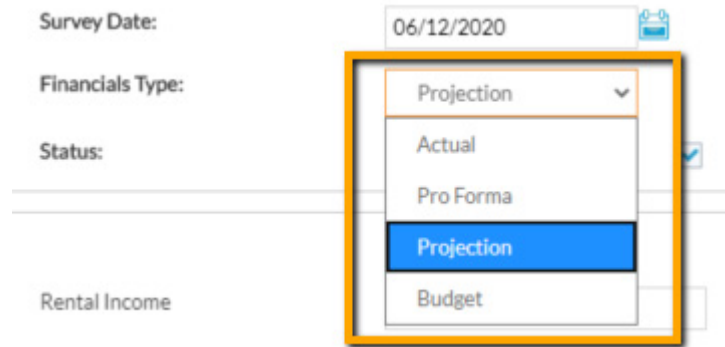 Survey Date:
06/12/2020
Financials Type:
Projection
Status:
Actual
Pro Forma
Projection
Budget
Rental Income